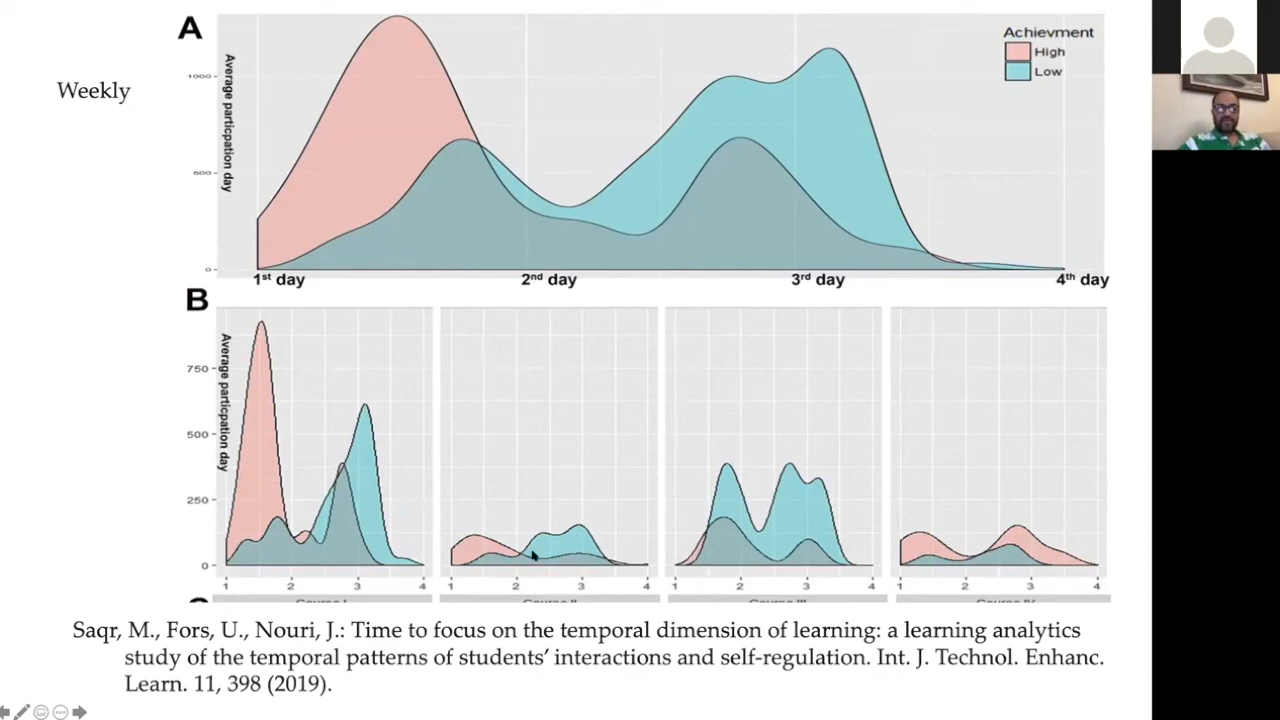 A
Weekly
Average particpation day
1000
500
0
Achievment
High
Low
1st day
2nd day
3rd day
4th day
B
Average particpation day
750
500
250
0
1 2 3 4
1 2 3 4
1 2 3 4
1 2 3 4
Saqr, M., Fors, U., Nouri, J.: Time to focus on the temporal dimension of learning: a learning analytics
study of the temporal patterns of students’ interactions and self-regulation. Int. J. Technol. Enhanc.
Learn. 11, 398 (2019).